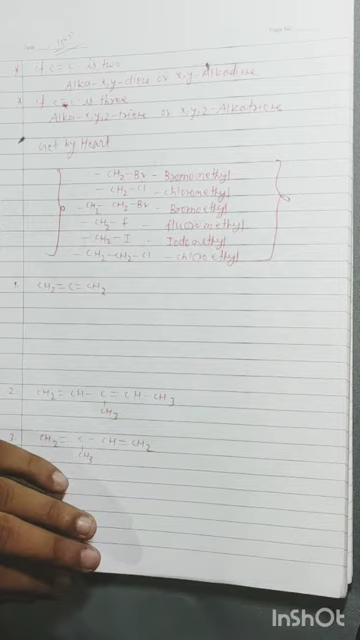 * if C=C is two
Alka-x,y-diene or x,y-Alkadiene
* if C=C is three
Alka-x,y,z-triene or x,y,z-Alkatriene
Get by Heart
- CH2-Br - Bromomethyl
- CH2-Cl - chloromethyl
- CH2- CH2-Br - Bromoethyl
- CH2-f - fluoromethyl
- CH2-I - Iodomethyl
- CH2-CH2-Cl - chloroethyl
1. CH2=C=CH2
2. CH2=CH-C=CH-CH3
CH3
3. CH2=C-CH=CH2
CH3
InShOt